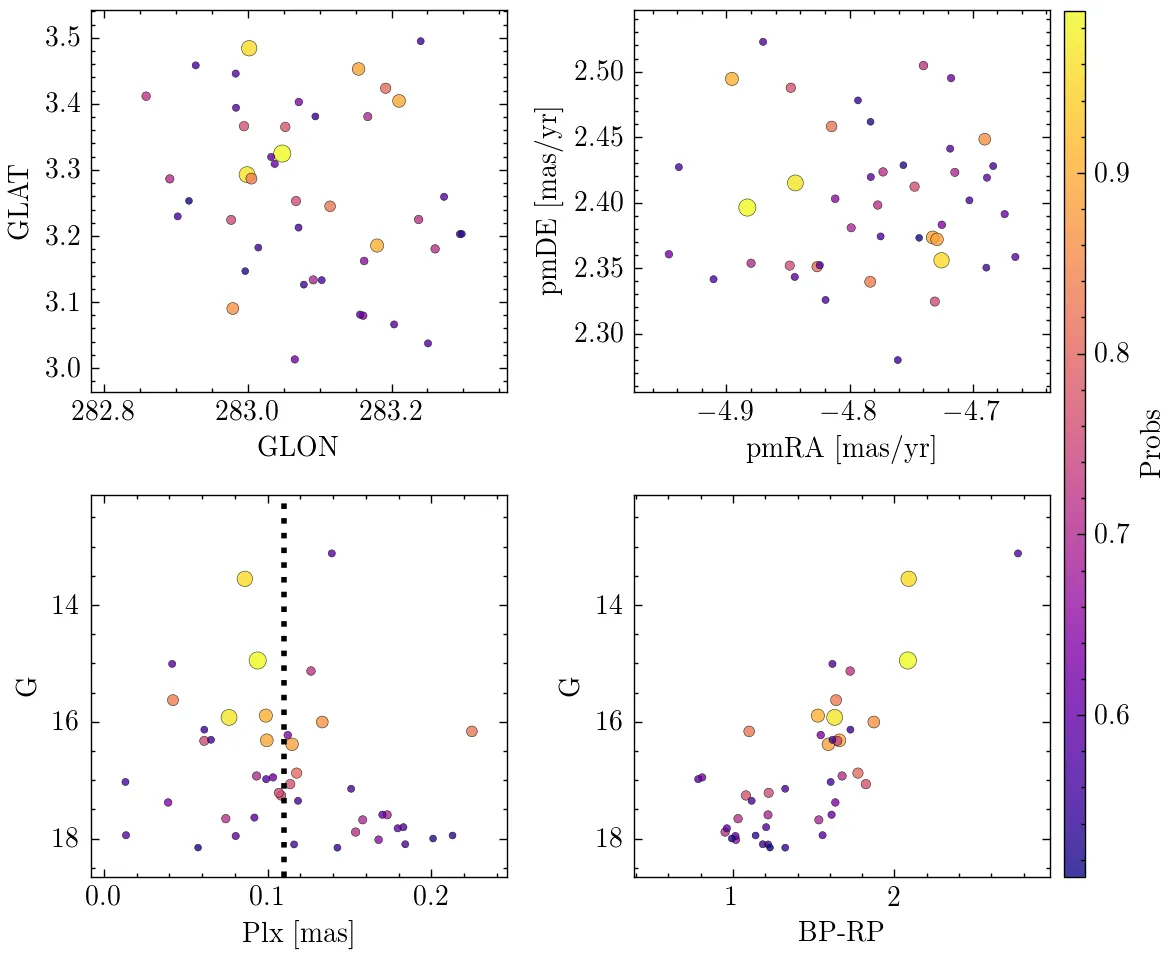 3.5
3.4
3.3
3.2
3.1
3.0
GLAT
282.8 283.0 283.2
GLON
2.50
2.45
2.40
2.35
2.30
pmDE [mas/yr]
−4.9 −4.8 −4.7
pmRA [mas/yr]
0.9
0.8
0.7
0.6
Probs
14
16
18
G
0.0 0.1 0.2
Plx [mas]
14
16
18
G
1 2
BP-RP